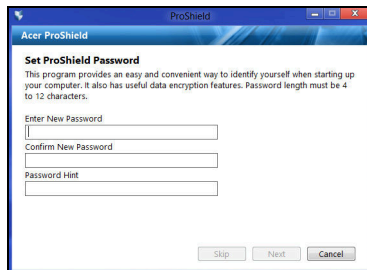 ProShield
Acer ProShield
Set ProShield Password
This program provides an easy and convenient way to identify yourself when starting up
your computer. It also has useful data encryption features. Password length must be 4
to 12 characters.
Enter New Password
Confirm New Password
Password Hint
Skip Next Cancel